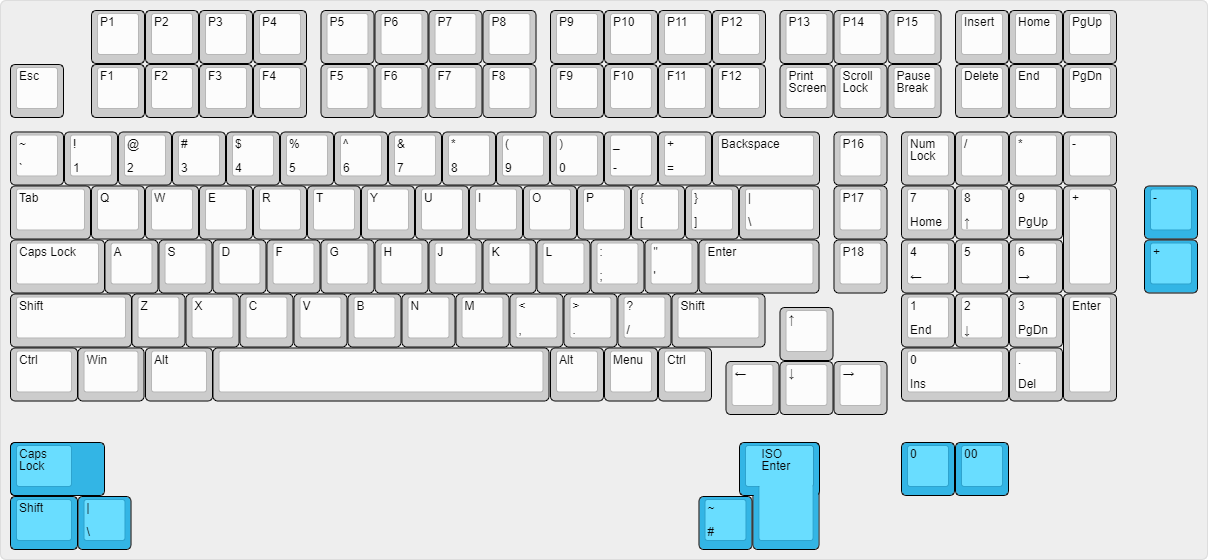 P1 P2 P3 P4 P5 P6 P7 P8 P9 P10 P11 P12 P13 P14 P15 Insert Home PgUp
Esc F1 F2 F3 F4 F5 F6 F7 F8 F9 F10 F11 F12 Print Scroll Pause Delete End PgDn
Screen Lock Break
~ ! @ # $ % ^ & * ( ) _ + Backspace P16 Num / * -
Lock
` 1 2 3 4 5 6 7 8 9 0 - =
Tab Q W E R T Y U I O P { } | P17 7 8 9 + -
[ ] \ Home ↑ PgUp
Caps Lock A S D F G H J K L : " Enter P18 4 5 6 +
; ' ← →
Shift Z X C V B N M < > ? Shift 1 2 3 Enter
↑
, . / End ↓ PgDn
Ctrl Win Alt Alt Menu Ctrl 0 .
← ↓ →
Ins Del
Caps ISO 0 00
Lock Enter
Shift | ~
\ #